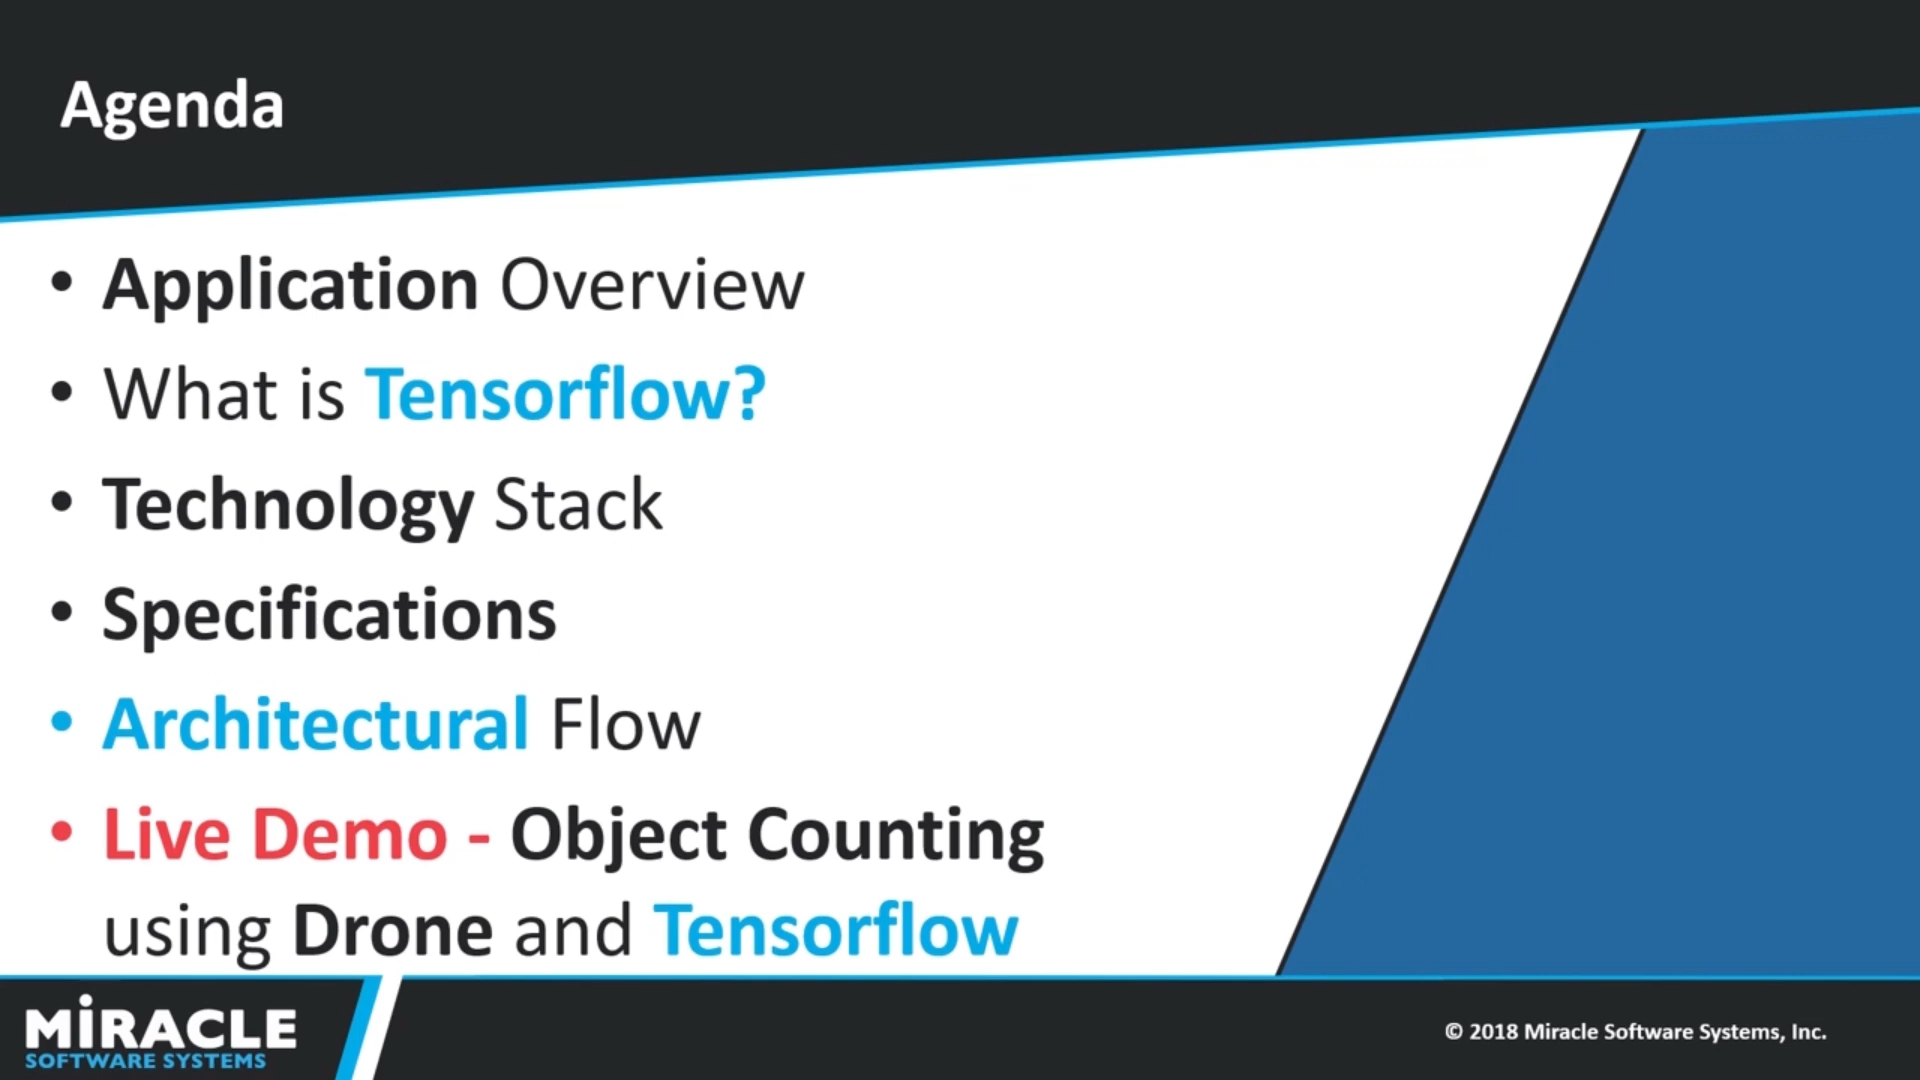 Agenda
• Application Overview
• What is Tensorflow?
• Technology Stack
• Specifications
• Architectural Flow
• Live Demo - Object Counting
using Drone and Tensorflow
MiRACLE
SOFTWARE SYSTEMS
© 2018 Miracle Software Systems, Inc.